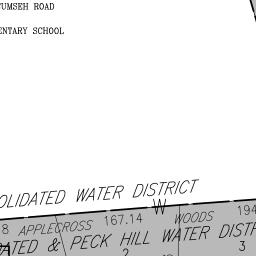 UMSEH ROAD
ENTARY SCHOOL
OLIDATED WATER DISTRICT
W
8 APPLECROSS 167.14 WOODS 194
ATED & PECK HILL WATER DISTR
2 3